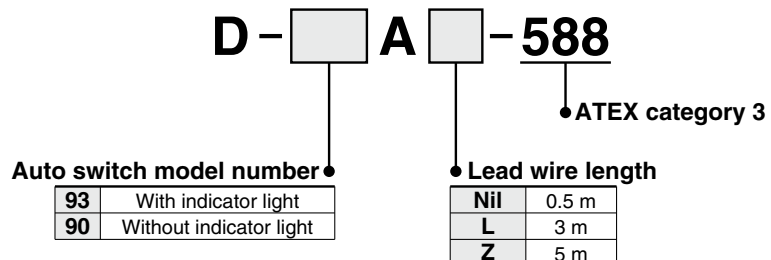 D- A -588
ATEX category 3
Auto switch model number
Lead wire length
93 With indicator light
90 Without indicator light
Nil 0.5 m
L 3 m
Z 5 m